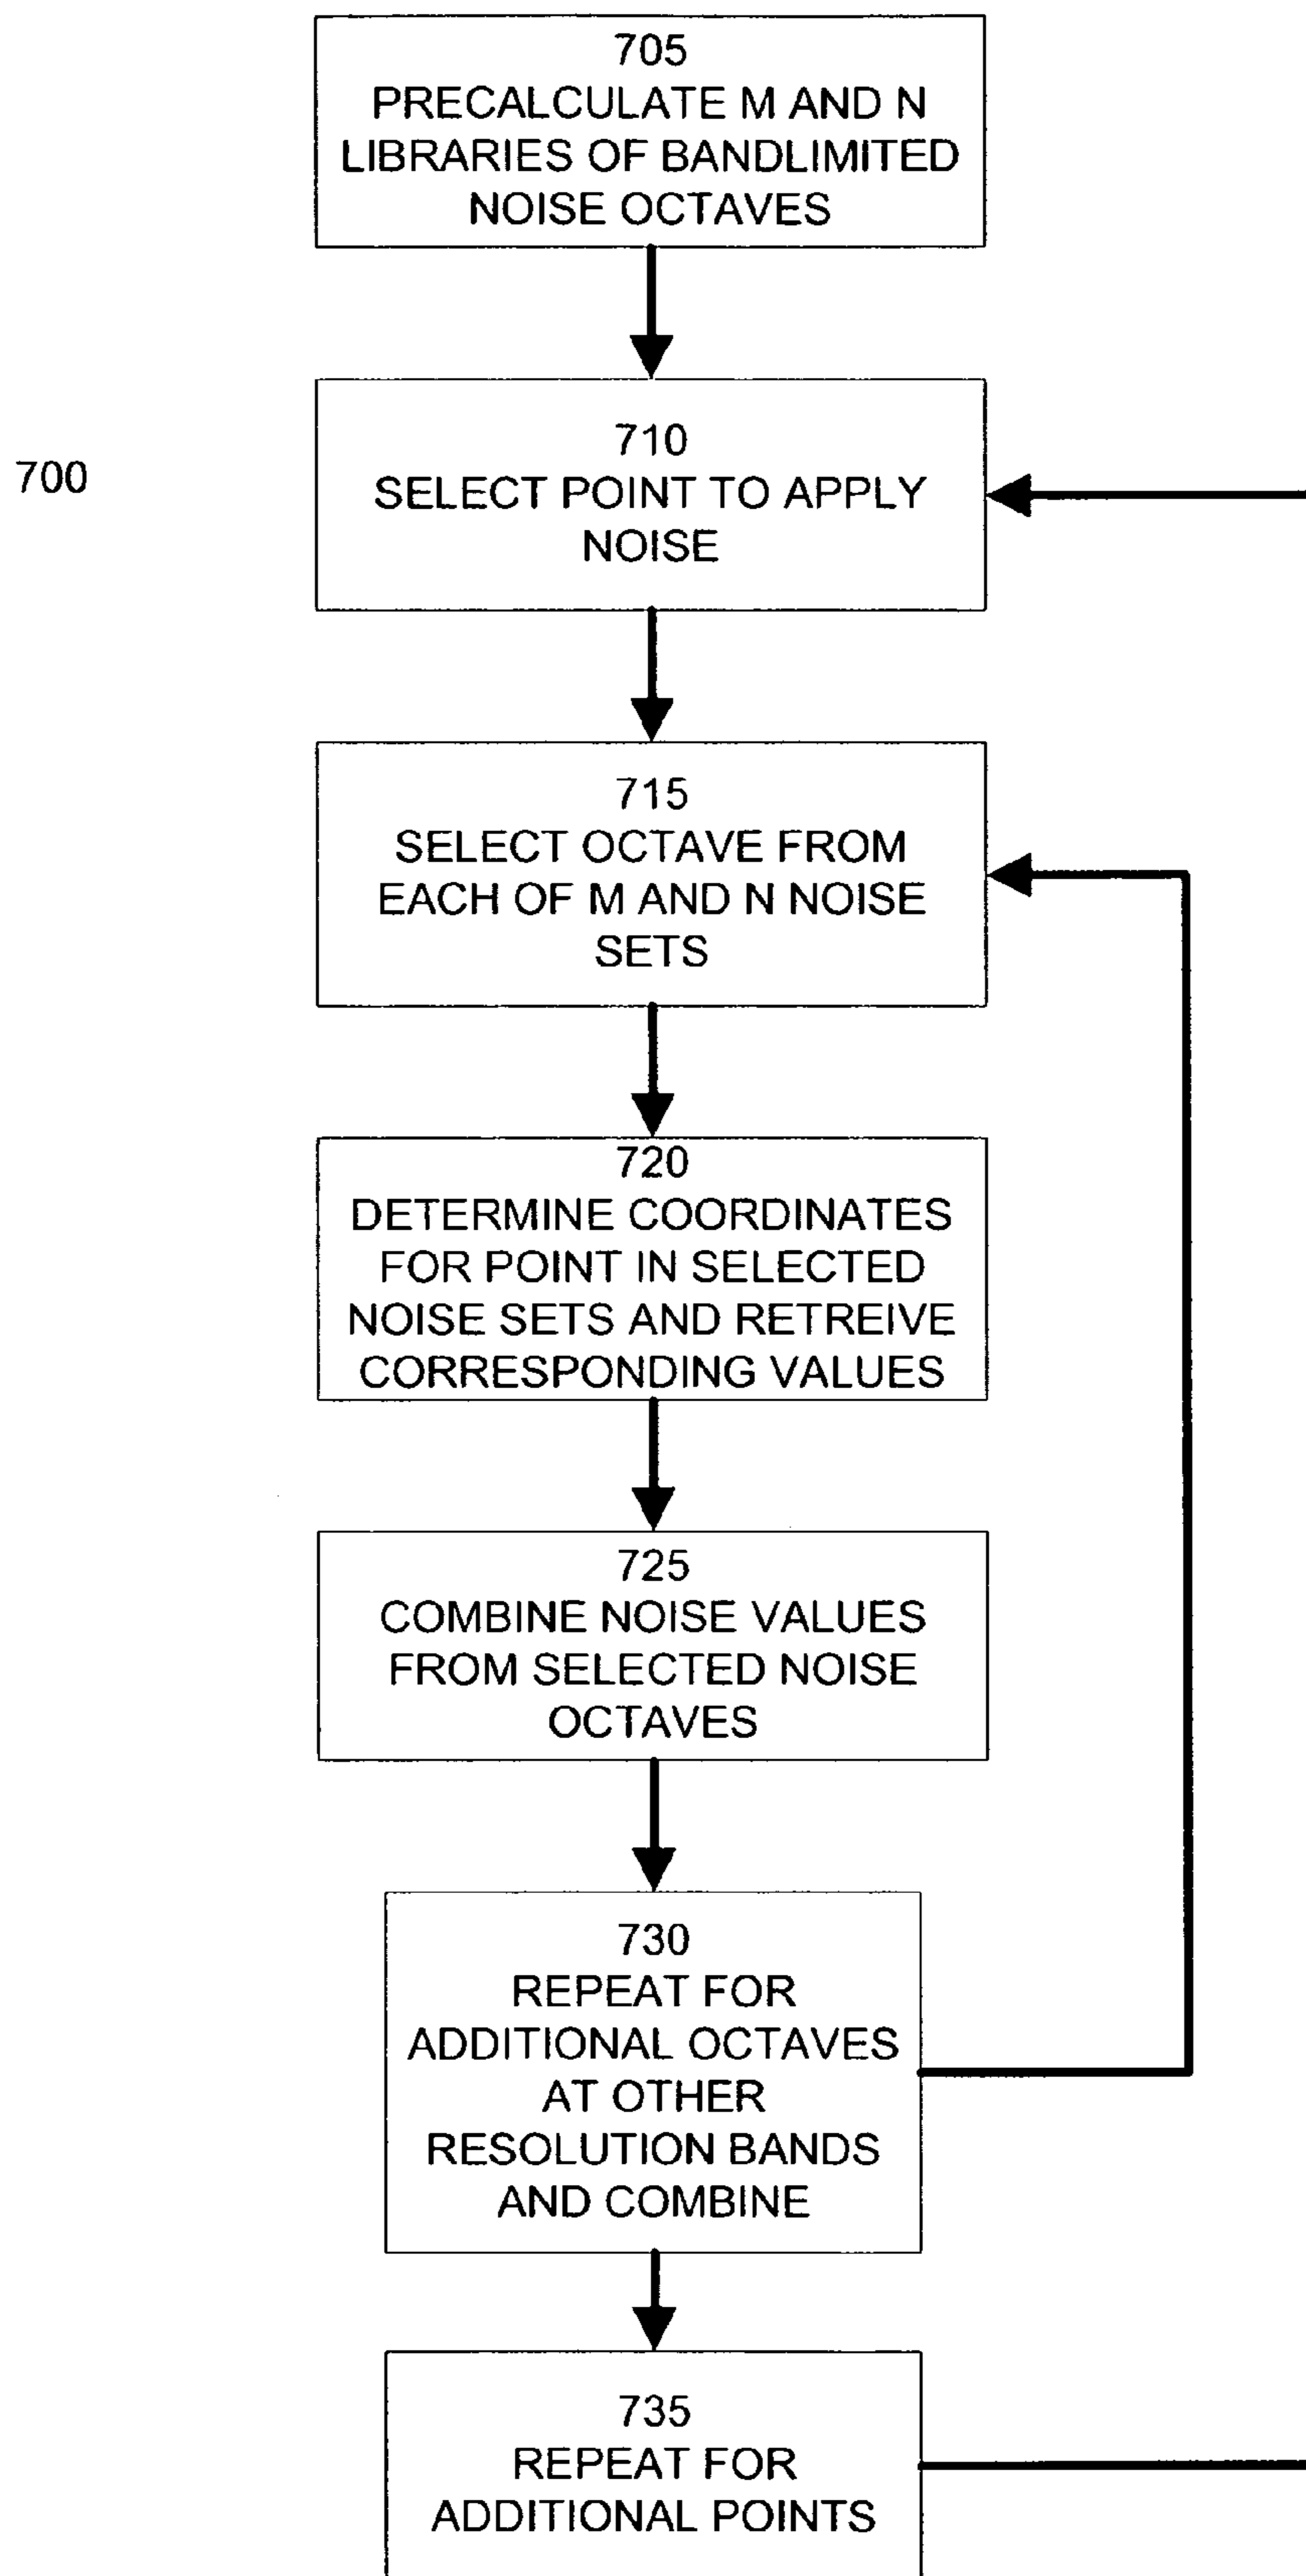 705
PRECALCULATE M AND N
LIBRARIES OF BANDLIMITED
NOISE OCTAVES
700
710
SELECT POINT TO APPLY
NOISE
715
SELECT OCTAVE FROM
EACH OF M AND N NOISE
SETS
720
DETERMINE COORDINATES
FOR POINT IN SELECTED
NOISE SETS AND RETREIVE
CORRESPONDING VALUES
725
COMBINE NOISE VALUES
FROM SELECTED NOISE
OCTAVES
730
REPEAT FOR
ADDITIONAL OCTAVES
AT OTHER
RESOLUTION BANDS
AND COMBINE
735
REPEAT FOR
ADDITIONAL POINTS